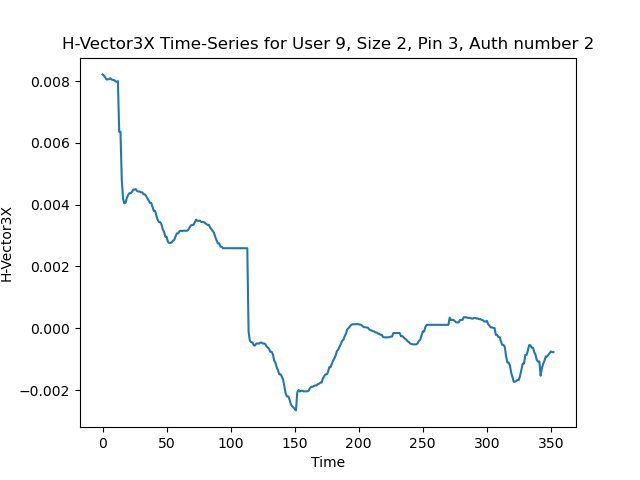 H-Vector3X Time-Series for User 9, Size 2, Pin 3, Auth number 2
H-Vector3X
0.008
0.006
0.004
0.002
0.000
−0.002
0 50 100 150 200 250 300 350
Time